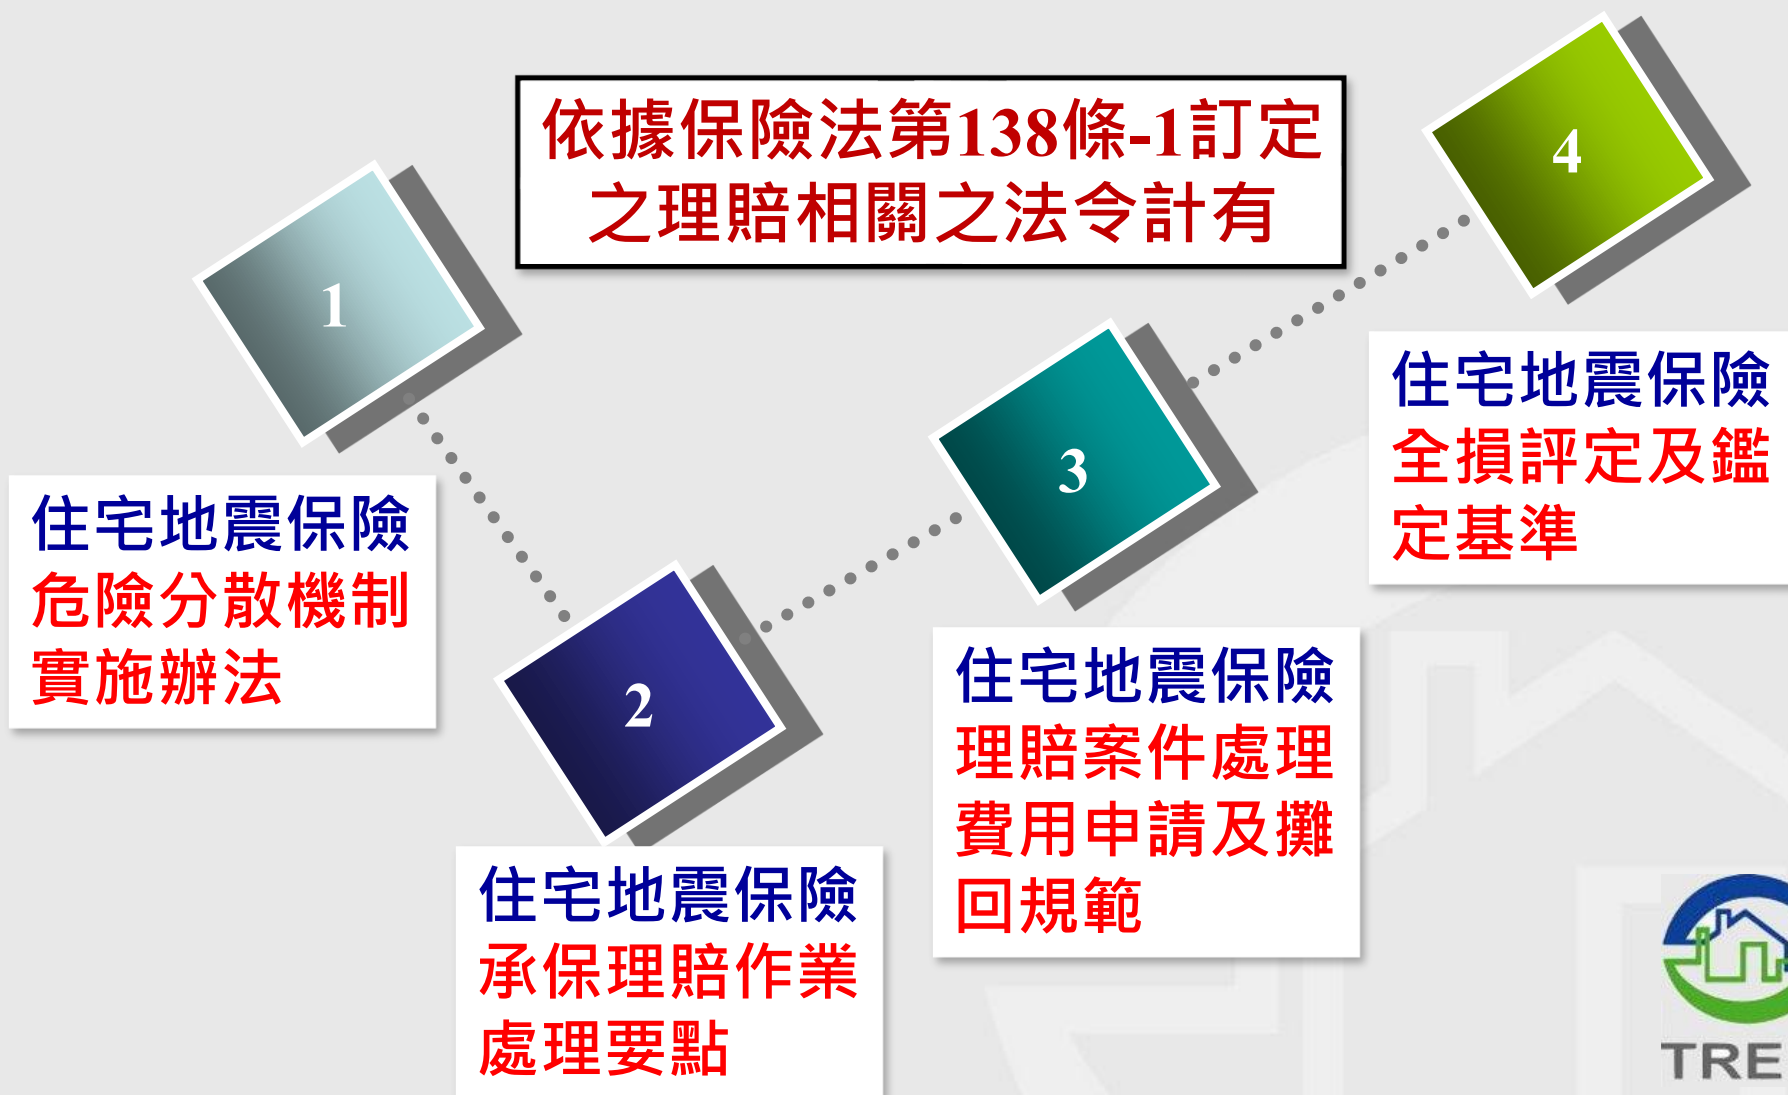 依據保險法第138條-1訂定
之理賠相關之法令計有
1
住宅地震保險
危險分散機制
實施辦法
2
住宅地震保險
承保理賠作業
處理要點
3
住宅地震保險
理賠案件處理
費用申請及攤
回規範
4
住宅地震保險
全損評定及鑑
定基準
TRE